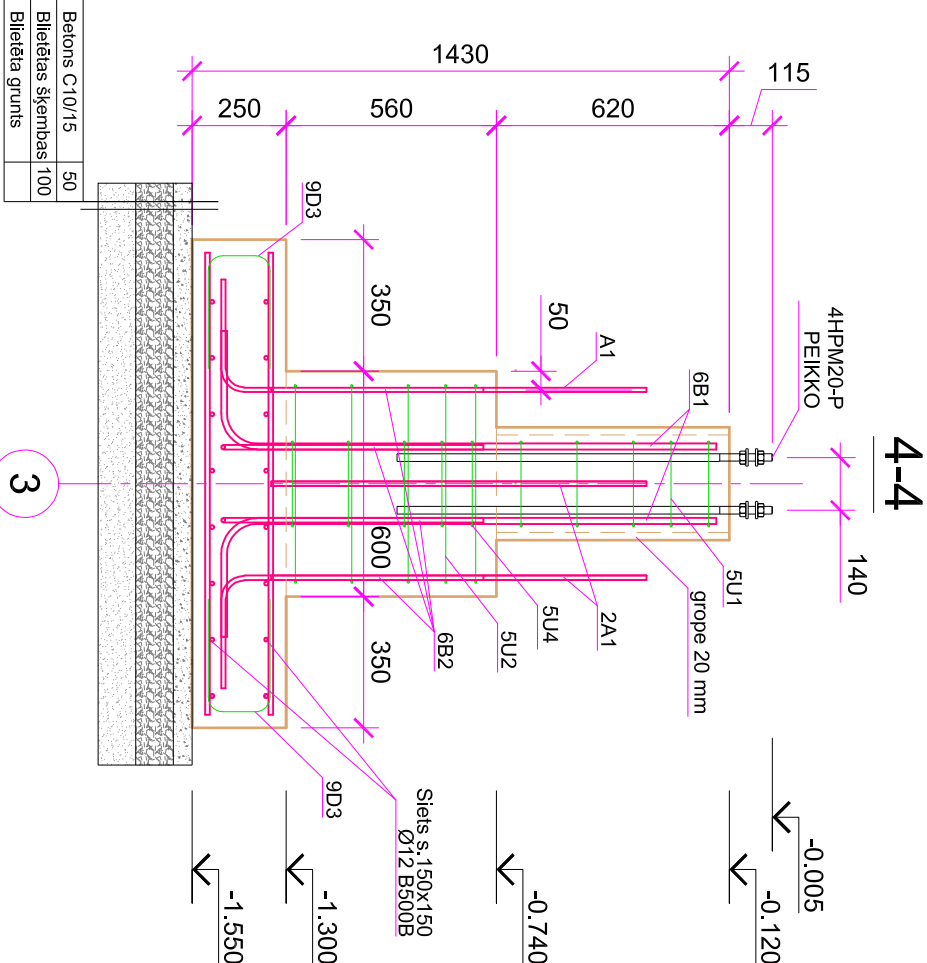 4-4
1430
115
250
560
620
4HPM20-P
PEIKKO
140
9D3
350
50
A1
6B1
5U1
grope 20 mm
2A1
5U4
5U2
6B2
600
350
9D3
Siets s.150x150
Ø12 B500B
-0.005
-0.120
-0.740
-1.300
-1.550
3
Betons C10/15 50
Blietētas šķembas 100
Blietēta grunts